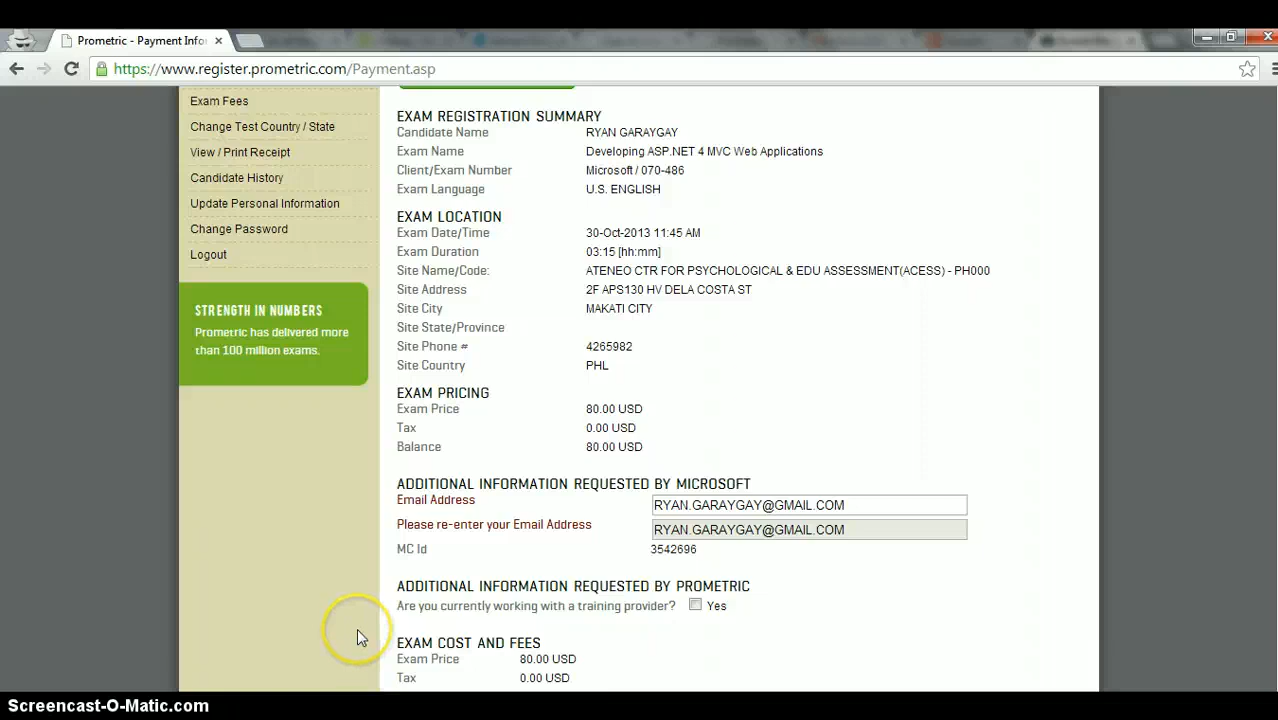 Prometric - Payment Info
https://www.register.prometric.com/Payment.asp
Exam Fees
Change Test Country / State
View / Print Receipt
Candidate History
Update Personal Information
Change Password
Logout
STRENGTH IN NUMBERS
Prometric has delivered more
than 100 million exams.
EXAM REGISTRATION SUMMARY
Candidate Name RYAN GARAYGAY
Exam Name Developing ASP.NET 4 MVC Web Applications
Client/Exam Number Microsoft / 070-486
Exam Language U.S. ENGLISH
EXAM LOCATION
Exam Date/Time 30-Oct-2013 11:45 AM
Exam Duration 03:15 [hh:mm]
Site Name/Code: ATENEO CTR FOR PSYCHOLOGICAL & EDU ASSESSMENT(ACESS) - PH000
Site Address 2F APS130 HV DELA COSTA ST
Site City MAKATI CITY
Site State/Province
Site Phone # 4265982
Site Country PHL
EXAM PRICING
Exam Price 80.00 USD
Tax 0.00 USD
Balance 80.00 USD
ADDITIONAL INFORMATION REQUESTED BY MICROSOFT
Email Address RYAN.GARAYGAY@GMAIL.COM
Please re-enter your Email Address RYAN.GARAYGAY@GMAIL.COM
MC Id 3542696
ADDITIONAL INFORMATION REQUESTED BY PROMETRIC
Are you currently working with a training provider? Yes
EXAM COST AND FEES
Exam Price 80.00 USD
Tax 0.00 USD
Screencast-O-Matic.com